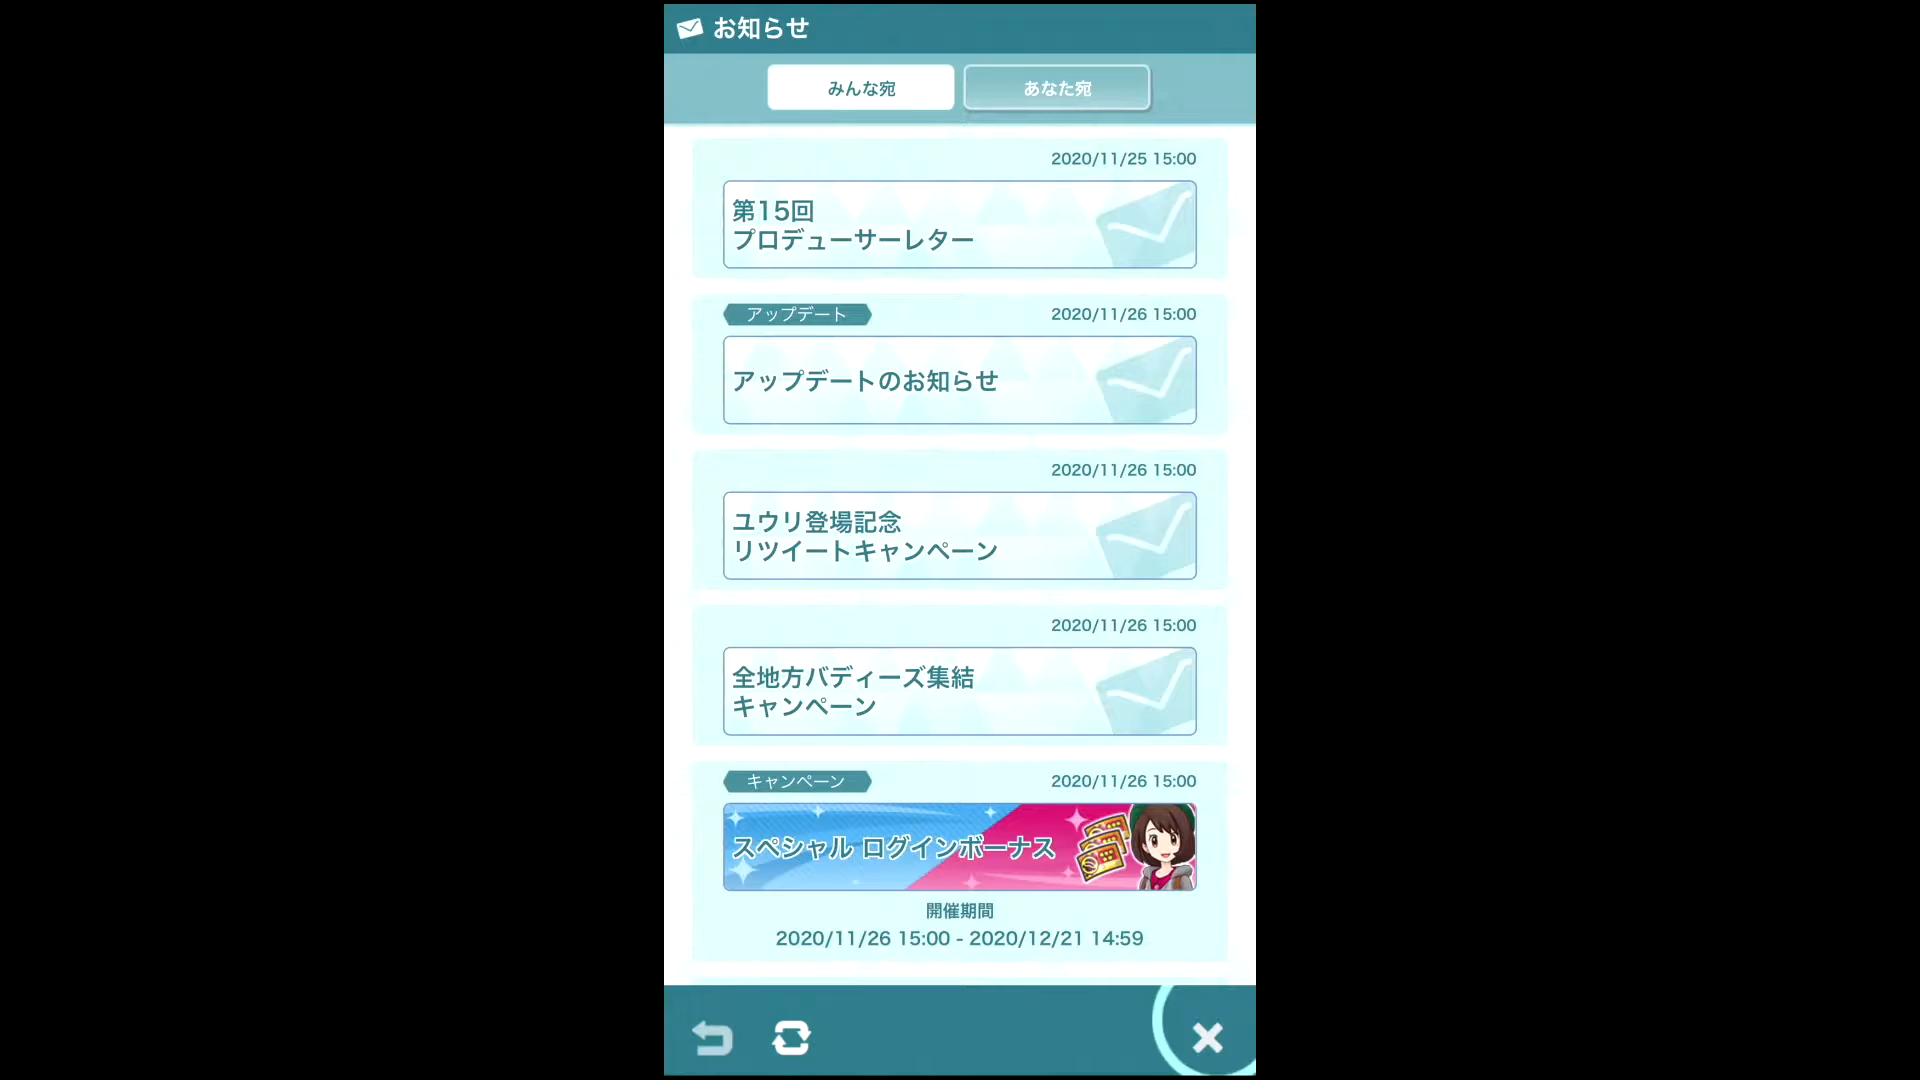 お知らせ
みんな宛
あなた宛
2020/11/25 15:00
第15回
プロデューサーレター
アップデート
2020/11/26 15:00
アップデートのお知らせ
2020/11/26 15:00
ユウリ登場記念
リツイートキャンペーン
2020/11/26 15:00
全地方バディーズ集結
キャンペーン
キャンペーン
2020/11/26 15:00
スペシャル ログインボーナス
開催期間
2020/11/26 15:00 - 2020/12/21 14:59